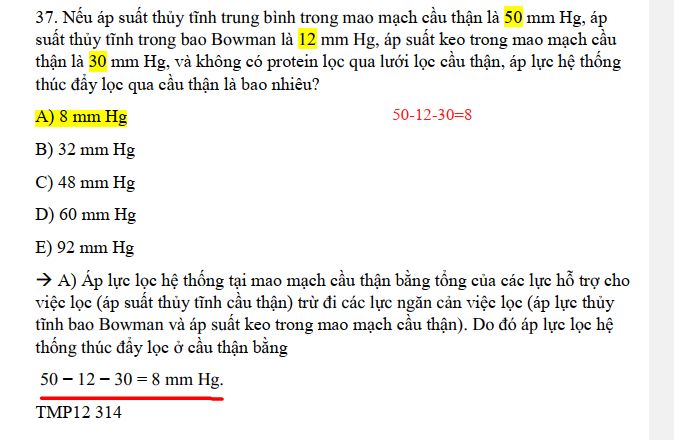 37. Nếu áp suất thủy tĩnh trung bình trong mao mạch cầu thận là 50 mm Hg, áp
suất thủy tĩnh trong bao Bowman là 12 mm Hg, áp suất keo trong mao mạch cầu
thận là 30 mm Hg, và không có protein lọc qua lưới lọc cầu thận, áp lực hệ thống
thúc đẩy lọc qua cầu thận là bao nhiêu?
A) 8 mm Hg
50-12-30=8
B) 32 mm Hg
C) 48 mm Hg
D) 60 mm Hg
E) 92 mm Hg
→ A) Áp lực lọc hệ thống tại mao mạch cầu thận bằng tổng của các lực hỗ trợ cho
việc lọc (áp suất thủy tĩnh cầu thận) trừ đi các lực ngăn cản việc lọc (áp lực thủy
tĩnh bao Bowman và áp suất keo trong mao mạch cầu thận). Do đó áp lực lọc hệ
thống thúc đẩy lọc ở cầu thận bằng
50 − 12 − 30 = 8 mm Hg.
TMP12 314